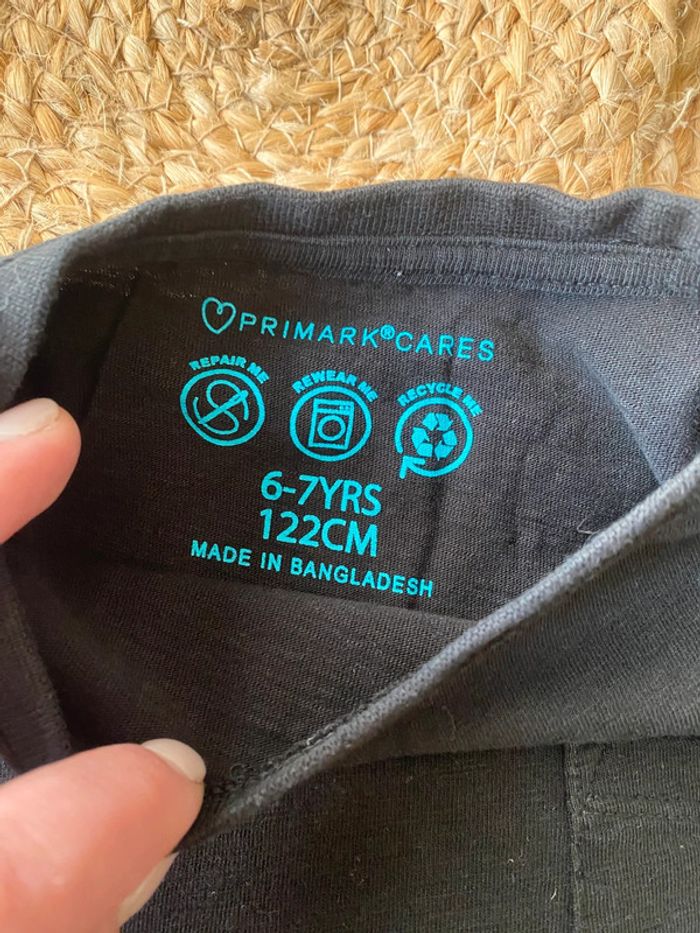 PRIMARK®CARES
REPAIR ME REWEAR ME RECYCLE ME
6-7YRS
122CM
MADE IN BANGLADESH